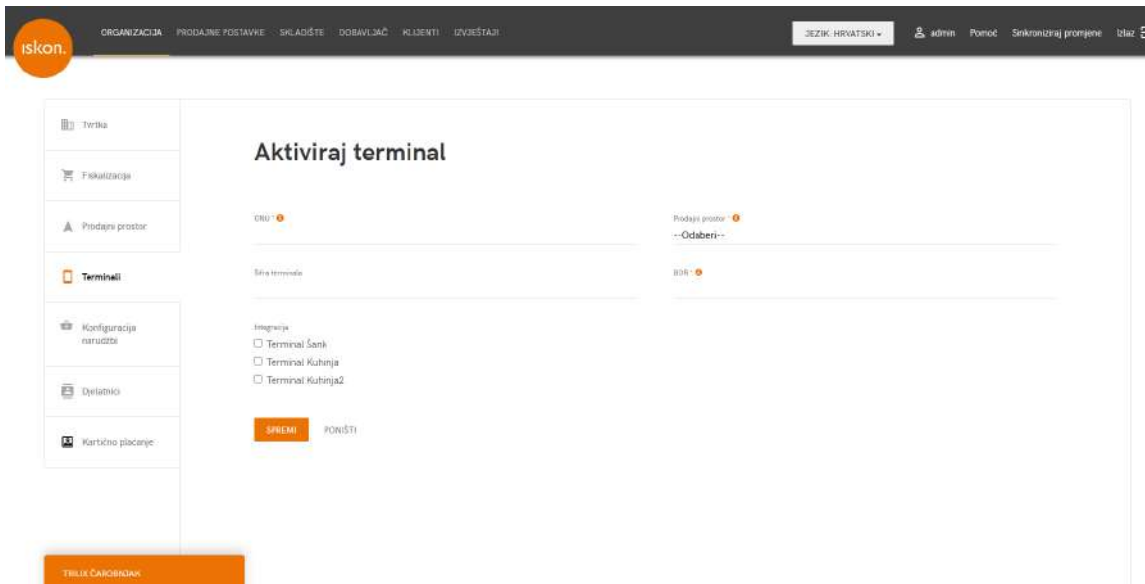 iskon.
ORGANIZACIJA PRODAJNE POSTAVKE SKLADIŠTE DOBAVLJAČ KLIJENTI IZVJEŠTAJI
JEZIK: HRVATSKI
admin Pomoć Sinkroniziraj promjene Izlaz
Tvrtka
Fiskalizacija
Prodajni prostor
Terminali
Konfiguracija
narudžbi
Djelatnici
Kartično plaćanje
Aktiviraj terminal
Prodajni prostor *
--Odaberi--
Šifra terminala
Integracija
Terminal Šank
Terminal Kuhinja
Terminal Kuhinja2
SPREMI PONIŠTI
TRILIX ČAROBNJAK